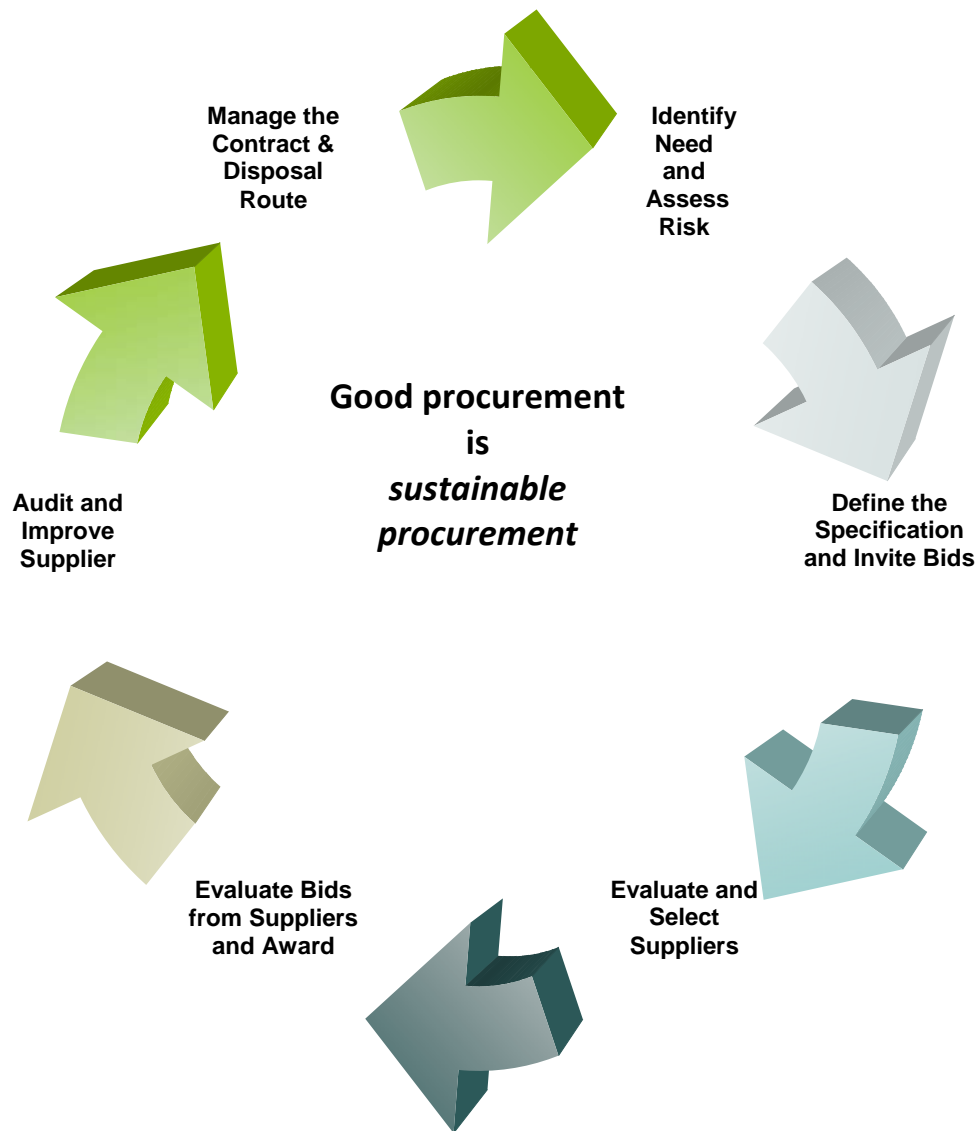 Manage the
Contract &
Disposal
Route
Identify
Need
and
Assess
Risk
Good procurement
is
sustainable
procurement
Audit and
Improve
Supplier
Define the
Specification
and Invite Bids
Evaluate Bids
from Suppliers
and Award
Evaluate and
Select
Suppliers